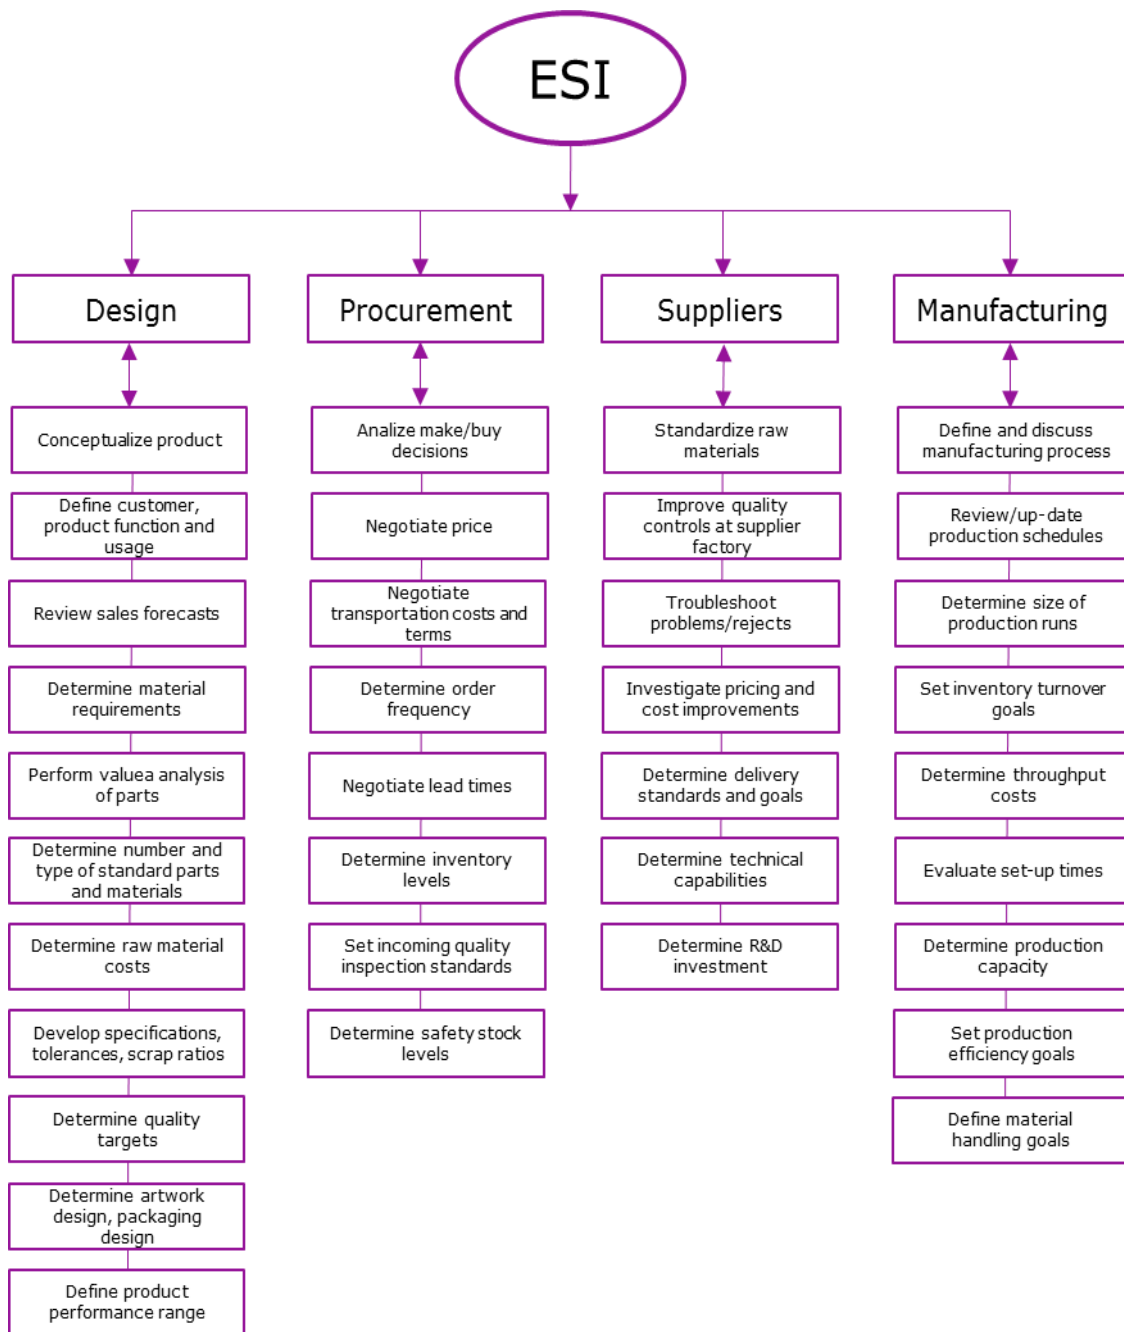 ESI
Design
Procurement
Suppliers
Manufacturing
Conceptualize product
Define customer,
product function and
usage
Review sales forecasts
Determine material
requirements
Perform valuea analysis
of parts
Determine number and
type of standard parts
and materials
Determine raw material
costs
Develop specifications,
tolerances, scrap ratios
Determine quality
targets
Determine artwork
design, packaging
design
Define product
performance range
Analize make/buy
decisions
Negotiate price
Negotiate
transportation costs and
terms
Determine order
frequency
Negotiate lead times
Determine inventory
levels
Set incoming quality
inspection standards
Determine safety stock
levels
Standardize raw
materials
Improve quality
controls at supplier
factory
Troubleshoot
problems/rejects
Investigate pricing and
cost improvements
Determine delivery
standards and goals
Determine technical
capabilities
Determine R&D
investment
Define and discuss
manufacturing process
Review/up-date
production schedules
Determine size of
production runs
Set inventory turnover
goals
Determine throughput
costs
Evaluate set-up times
Determine production
capacity
Set production
efficiency goals
Define material
handling goals